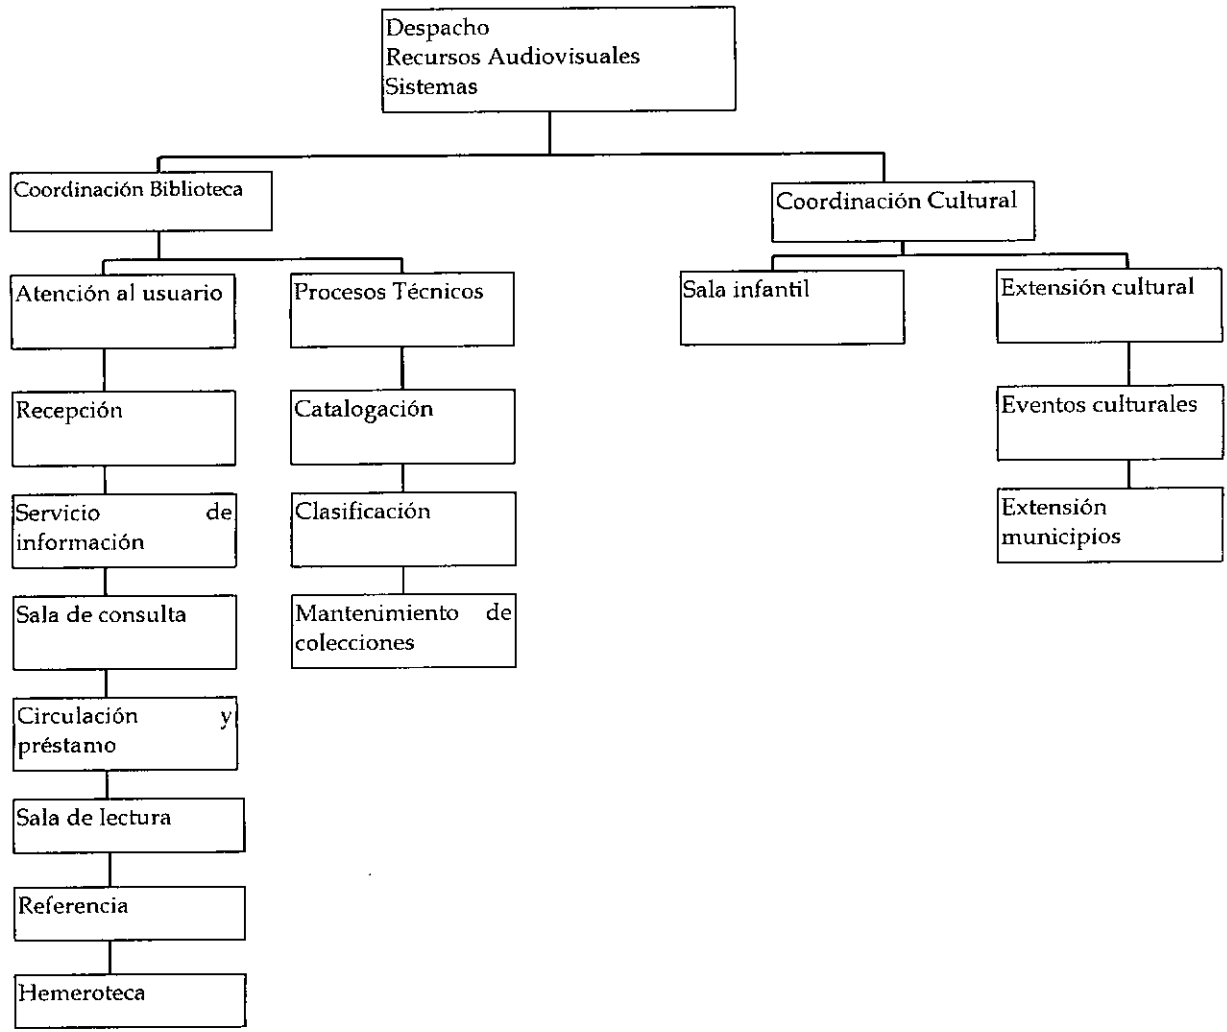 Despacho
Recursos Audiovisuales
Sistemas
Coordinación Biblioteca
Coordinación Cultural
Atención al usuario
Procesos Técnicos
Sala infantil
Extensión cultural
Recepción
Catalogación
Eventos culturales
Servicio de
información
Clasificación
Extensión
municipios
Sala de consulta
Mantenimiento de
colecciones
Circulación y
préstamo
Sala de lectura
Referencia
Hemeroteca